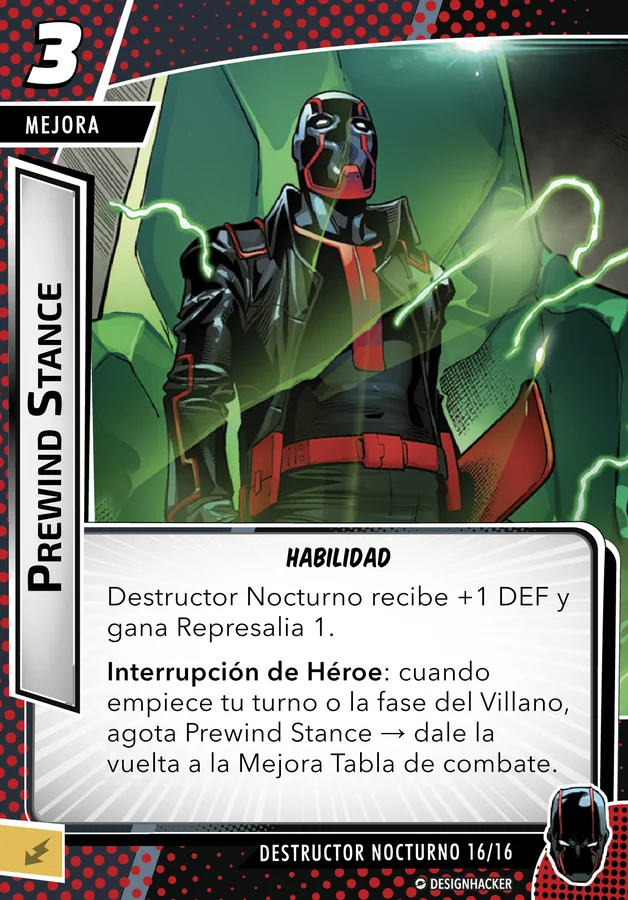 3
MEJORA
PREWIND STANCE
HABILIDAD
Destructor Nocturno recibe +1 DEF y
gana Represalia 1.
Interrupción de Héroe: cuando
empiece tu turno o la fase del Villano,
agota Prewind Stance → dale la
vuelta a la Mejora Tabla de combate.
DESTRUCTOR NOCTURNO 16/16
DESIGNHACKER